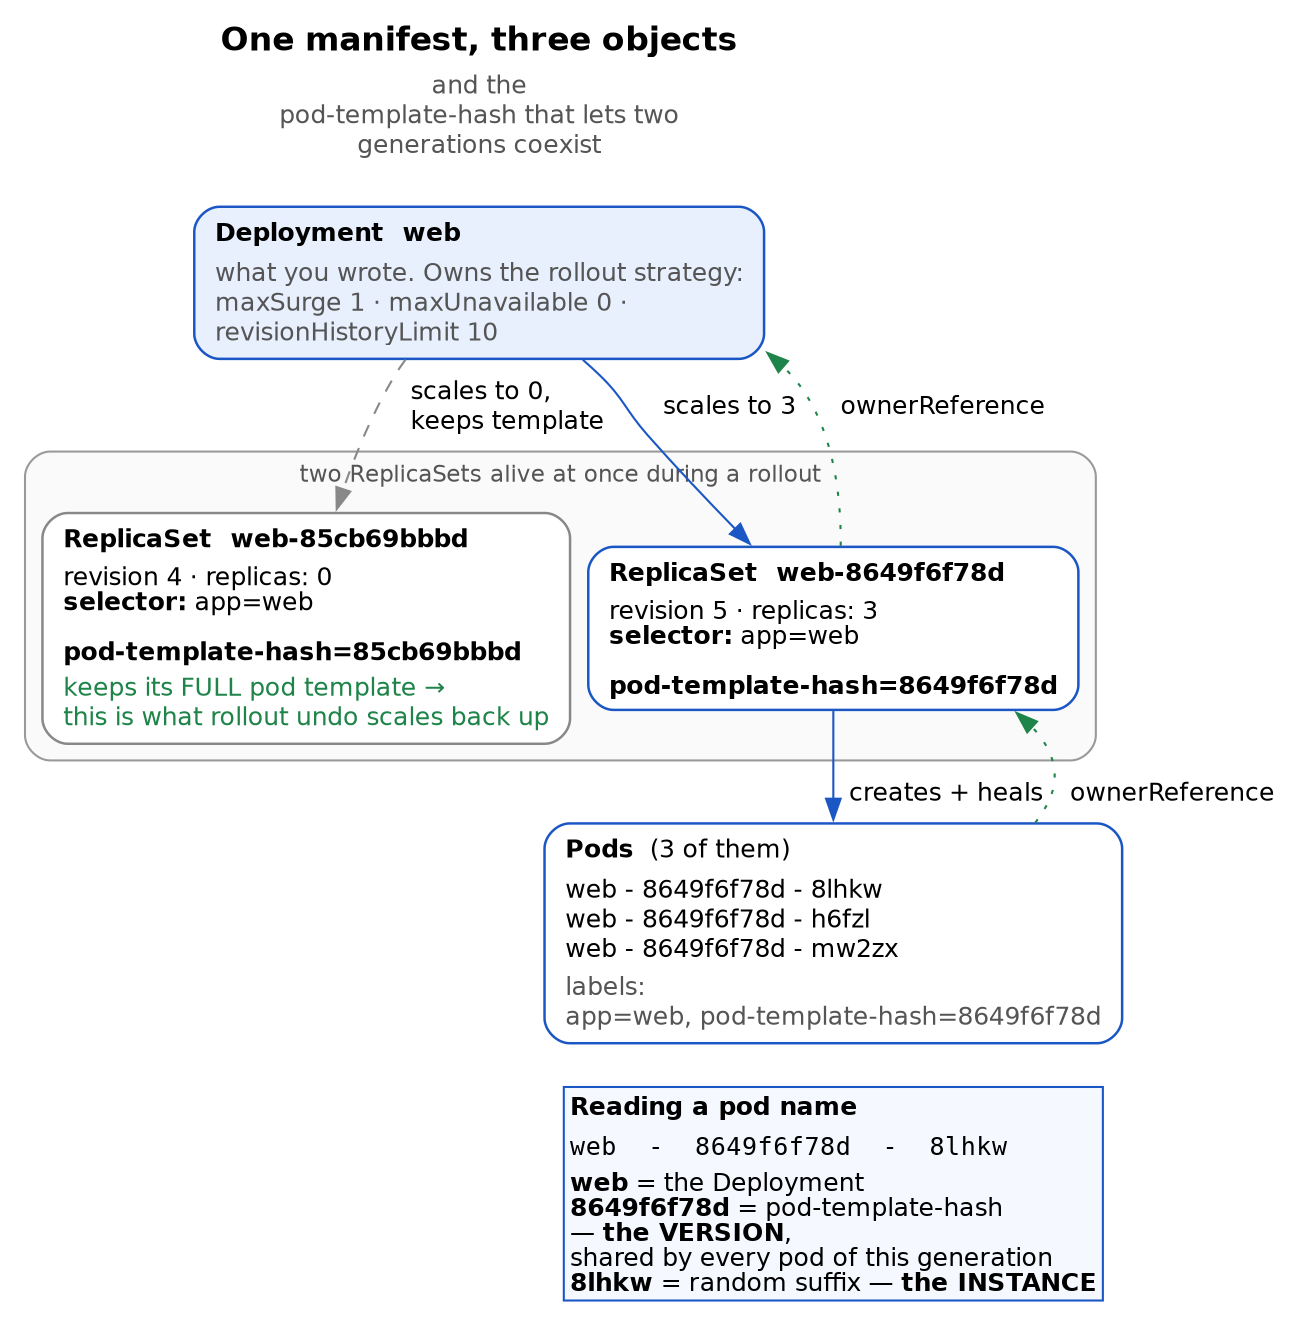 One manifest, three objects
and the
pod-template-hash that lets two
generations coexist
Deployment web
what you wrote. Owns the rollout strategy:
maxSurge 1 · maxUnavailable 0 ·
revisionHistoryLimit 10
scales to 0,
keeps template
scales to 3
ownerReference
two ReplicaSets alive at once during a rollout
ReplicaSet web-85cb69bbbd
revision 4 · replicas: 0
selector: app=web
pod-template-hash=85cb69bbbd
keeps its FULL pod template →
this is what rollout undo scales back up
ReplicaSet web-8649f6f78d
revision 5 · replicas: 3
selector: app=web
pod-template-hash=8649f6f78d
creates + heals
ownerReference
Pods (3 of them)
web - 8649f6f78d - 8lhkw
web - 8649f6f78d - h6fzl
web - 8649f6f78d - mw2zx
labels:
app=web, pod-template-hash=8649f6f78d
Reading a pod name
web - 8649f6f78d - 8lhkw
web = the Deployment
8649f6f78d = pod-template-hash
— the VERSION,
shared by every pod of this generation
8lhkw = random suffix — the INSTANCE